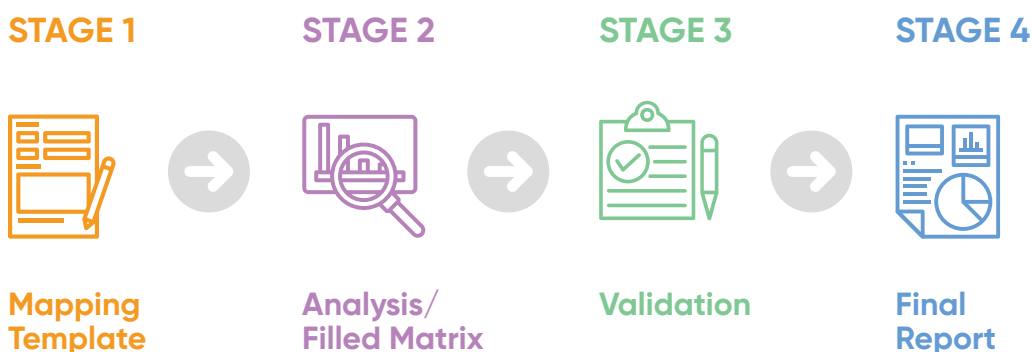 STAGE 1
STAGE 2
STAGE 3
STAGE 4
Mapping
Template
Analysis/
Filled Matrix
Validation
Final
Report